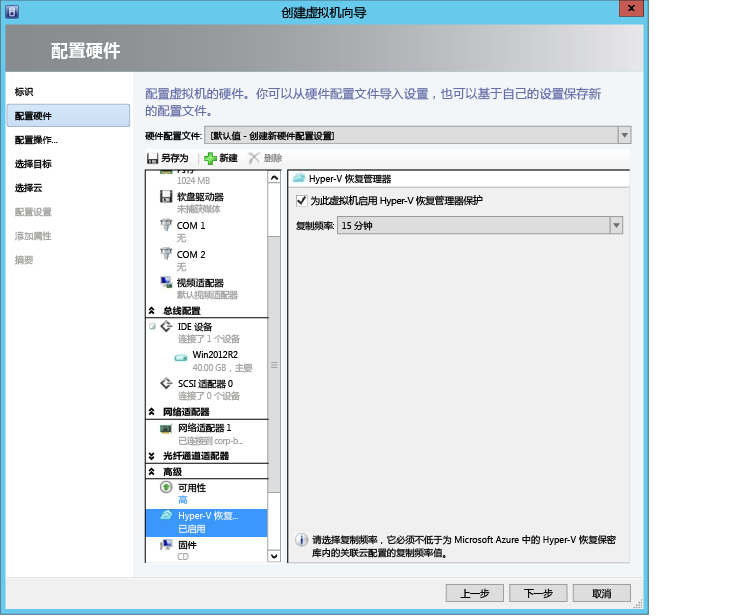 创建虚拟机向导
x
配置硬件
标识
配置硬件
配置操作...
选择目标
选择云
配置设置
添加属性
摘要
配置虚拟机的硬件。你可以从硬件配置文件导入设置，也可以基于自己的设置保存新
的配置文件。
硬件配置文件: [默认值 - 创建新硬件配置设置]
另存为 新建 删除
内存
1024 MB
软盘驱动器
未捕获媒体
COM 1
无
COM 2
无
视频适配器
默认视频适配器
总线配置
IDE 设备
连接了 1 个设备
Win2012R2
40.00 GB，主要
SCSI 适配器 0
连接了 0 个设备
网络适配器
网络适配器 1
已连接到 corp-b...
光纤通道适配器
高级
可用性
高
Hyper-V 恢复...
已启用
固件
CD
Hyper-V 恢复管理器
为此虚拟机启用 Hyper-V 恢复管理器保护
复制频率: 15 分钟
请选择复制频率，它必须不低于为 Microsoft Azure 中的 Hyper-V 恢复保密
库内的关联云配置的复制频率值。
上一步 下一步 取消